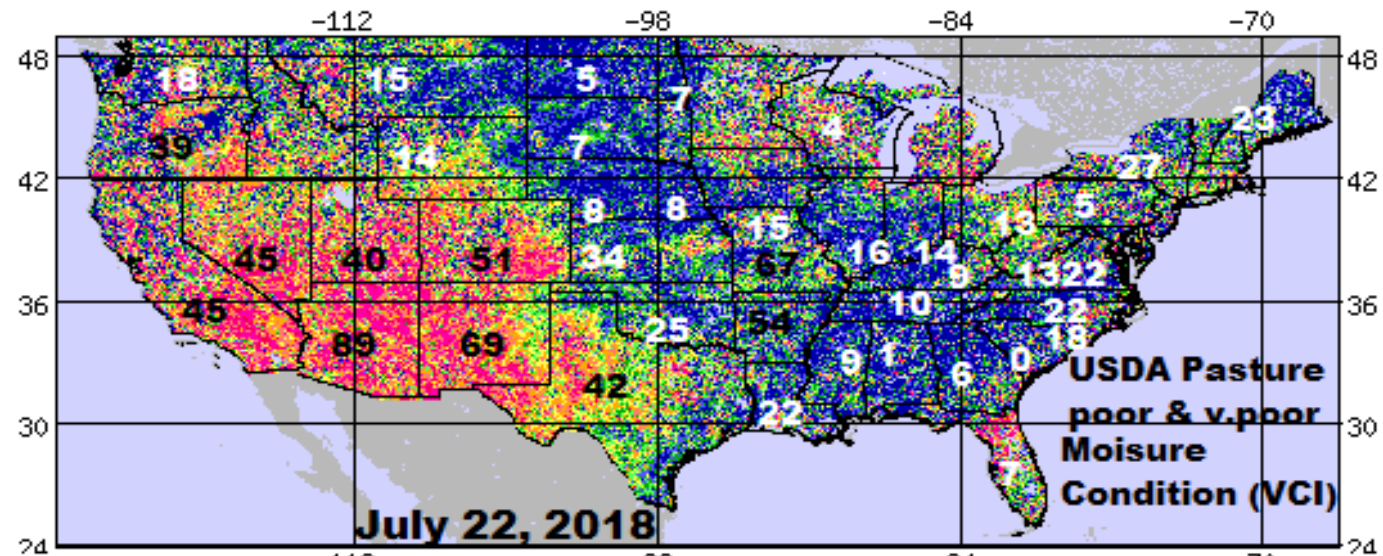 −112 −98 −84 −70
48 18 15 5 7 23 48
39 14 7 4 27
42 42
8 8 15 13 5
45 40 51 34 67 16 14 9 13 22
36 45 10 22 36
89 69 25 54 18
42 9 1 6 0 USDA Pasture
30 22 poor & v.poor 30
Moisure
7 Condition (VCI)
July 22, 2018
24 24